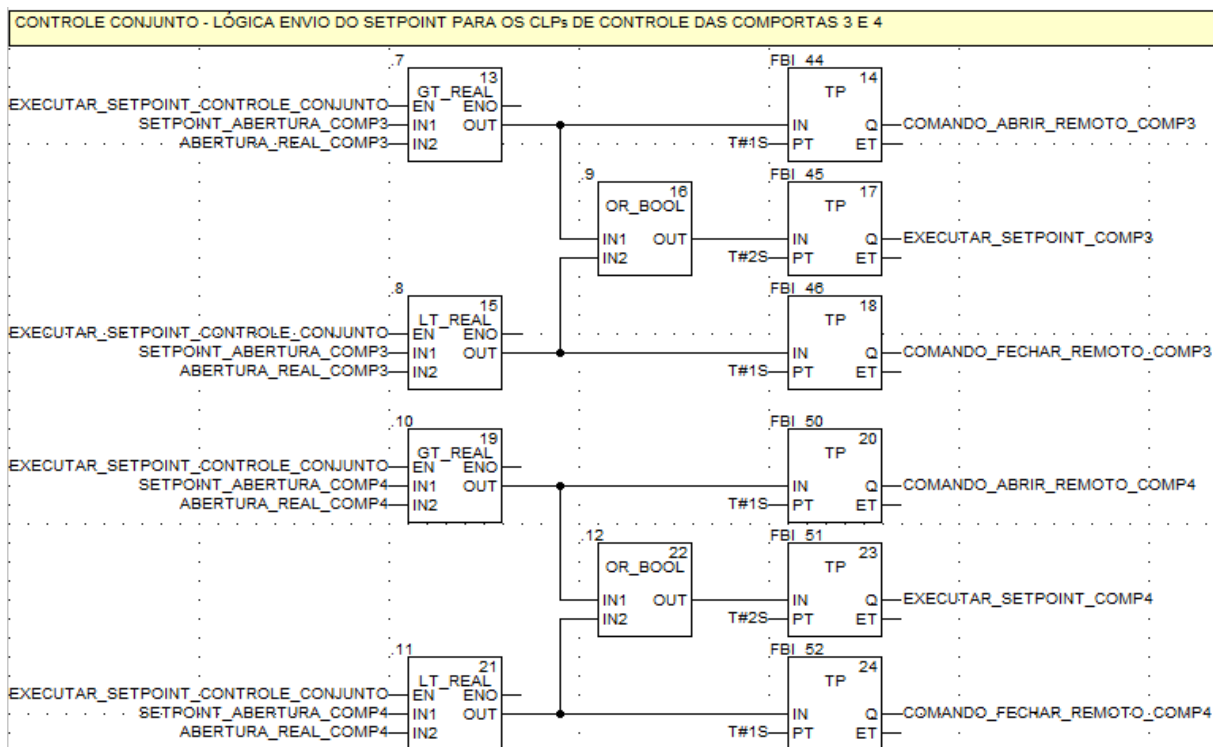 CONTROLE CONJUNTO - LÓGICA ENVIO DO SETPOINT PARA OS CLPs DE CONTROLE DAS COMPORTAS 3 E 4
.7 FBI_44
13 14
GT_REAL TP
EXECUTAR_SETPOINT_CONTROLE_CONJUNTO EN ENO
SETPOINT_ABERTURA_COMP3 IN1 OUT IN Q COMANDO_ABRIR_REMOTO_COMP3
ABERTURA_REAL_COMP3 IN2 T#1S PT ET
.9 FBI_45
16 17
OR_BOOL TP
IN1 OUT IN Q EXECUTAR_SETPOINT_COMP3
IN2 T#2S PT ET
.8 FBI_46
15 18
LT_REAL TP
EXECUTAR_SETPOINT_CONTROLE_CONJUNTO EN ENO
SETPOINT_ABERTURA_COMP3 IN1 OUT IN Q COMANDO_FECHAR_REMOTO_COMP3
ABERTURA_REAL_COMP3 IN2 T#1S PT ET
.10 FBI_50
19 20
GT_REAL TP
EXECUTAR_SETPOINT_CONTROLE_CONJUNTO EN ENO
SETPOINT_ABERTURA_COMP4 IN1 OUT IN Q COMANDO_ABRIR_REMOTO_COMP4
ABERTURA_REAL_COMP4 IN2 T#1S PT ET
.12 FBI_51
22 23
OR_BOOL TP
IN1 OUT IN Q EXECUTAR_SETPOINT_COMP4
IN2 T#2S PT ET
.11 FBI_52
21 24
LT_REAL TP
EXECUTAR_SETPOINT_CONTROLE_CONJUNTO EN ENO
SETPOINT_ABERTURA_COMP4 IN1 OUT IN Q COMANDO_FECHAR_REMOTO_COMP4
ABERTURA_REAL_COMP4 IN2 T#1S PT ET